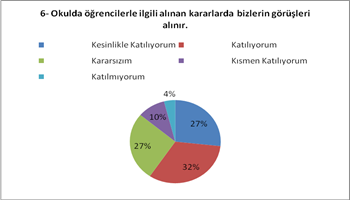 6- Okulda öğrencilerle ilgili alınan kararlarda bizlerin görüşleri
alınır.
Kesinlikle Katılıyorum
Katılıyorum
Kararsızım
Kısmen Katılıyorum
Katılmıyorum
4%
10%
27%
27%
32%